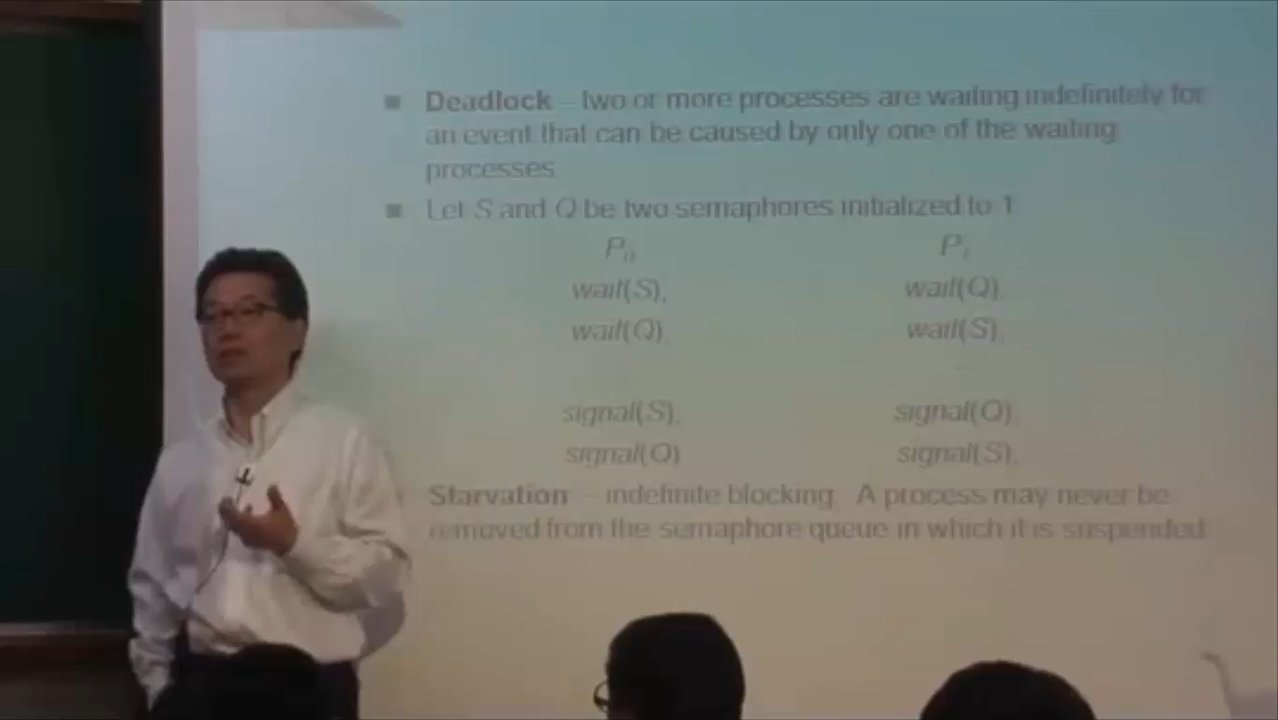 Deadlock – two or more processes are waiting indefinitely for
an event that can be caused by only one of the waiting
processes
Let S and Q be two semaphores initialized to 1
P0 P1
wait(S); wait(Q);
wait(Q); wait(S);
signal(S); signal(Q);
signal(Q) signal(S);
Starvation – indefinite blocking A process may never be
removed from the semaphore queue in which it is suspended